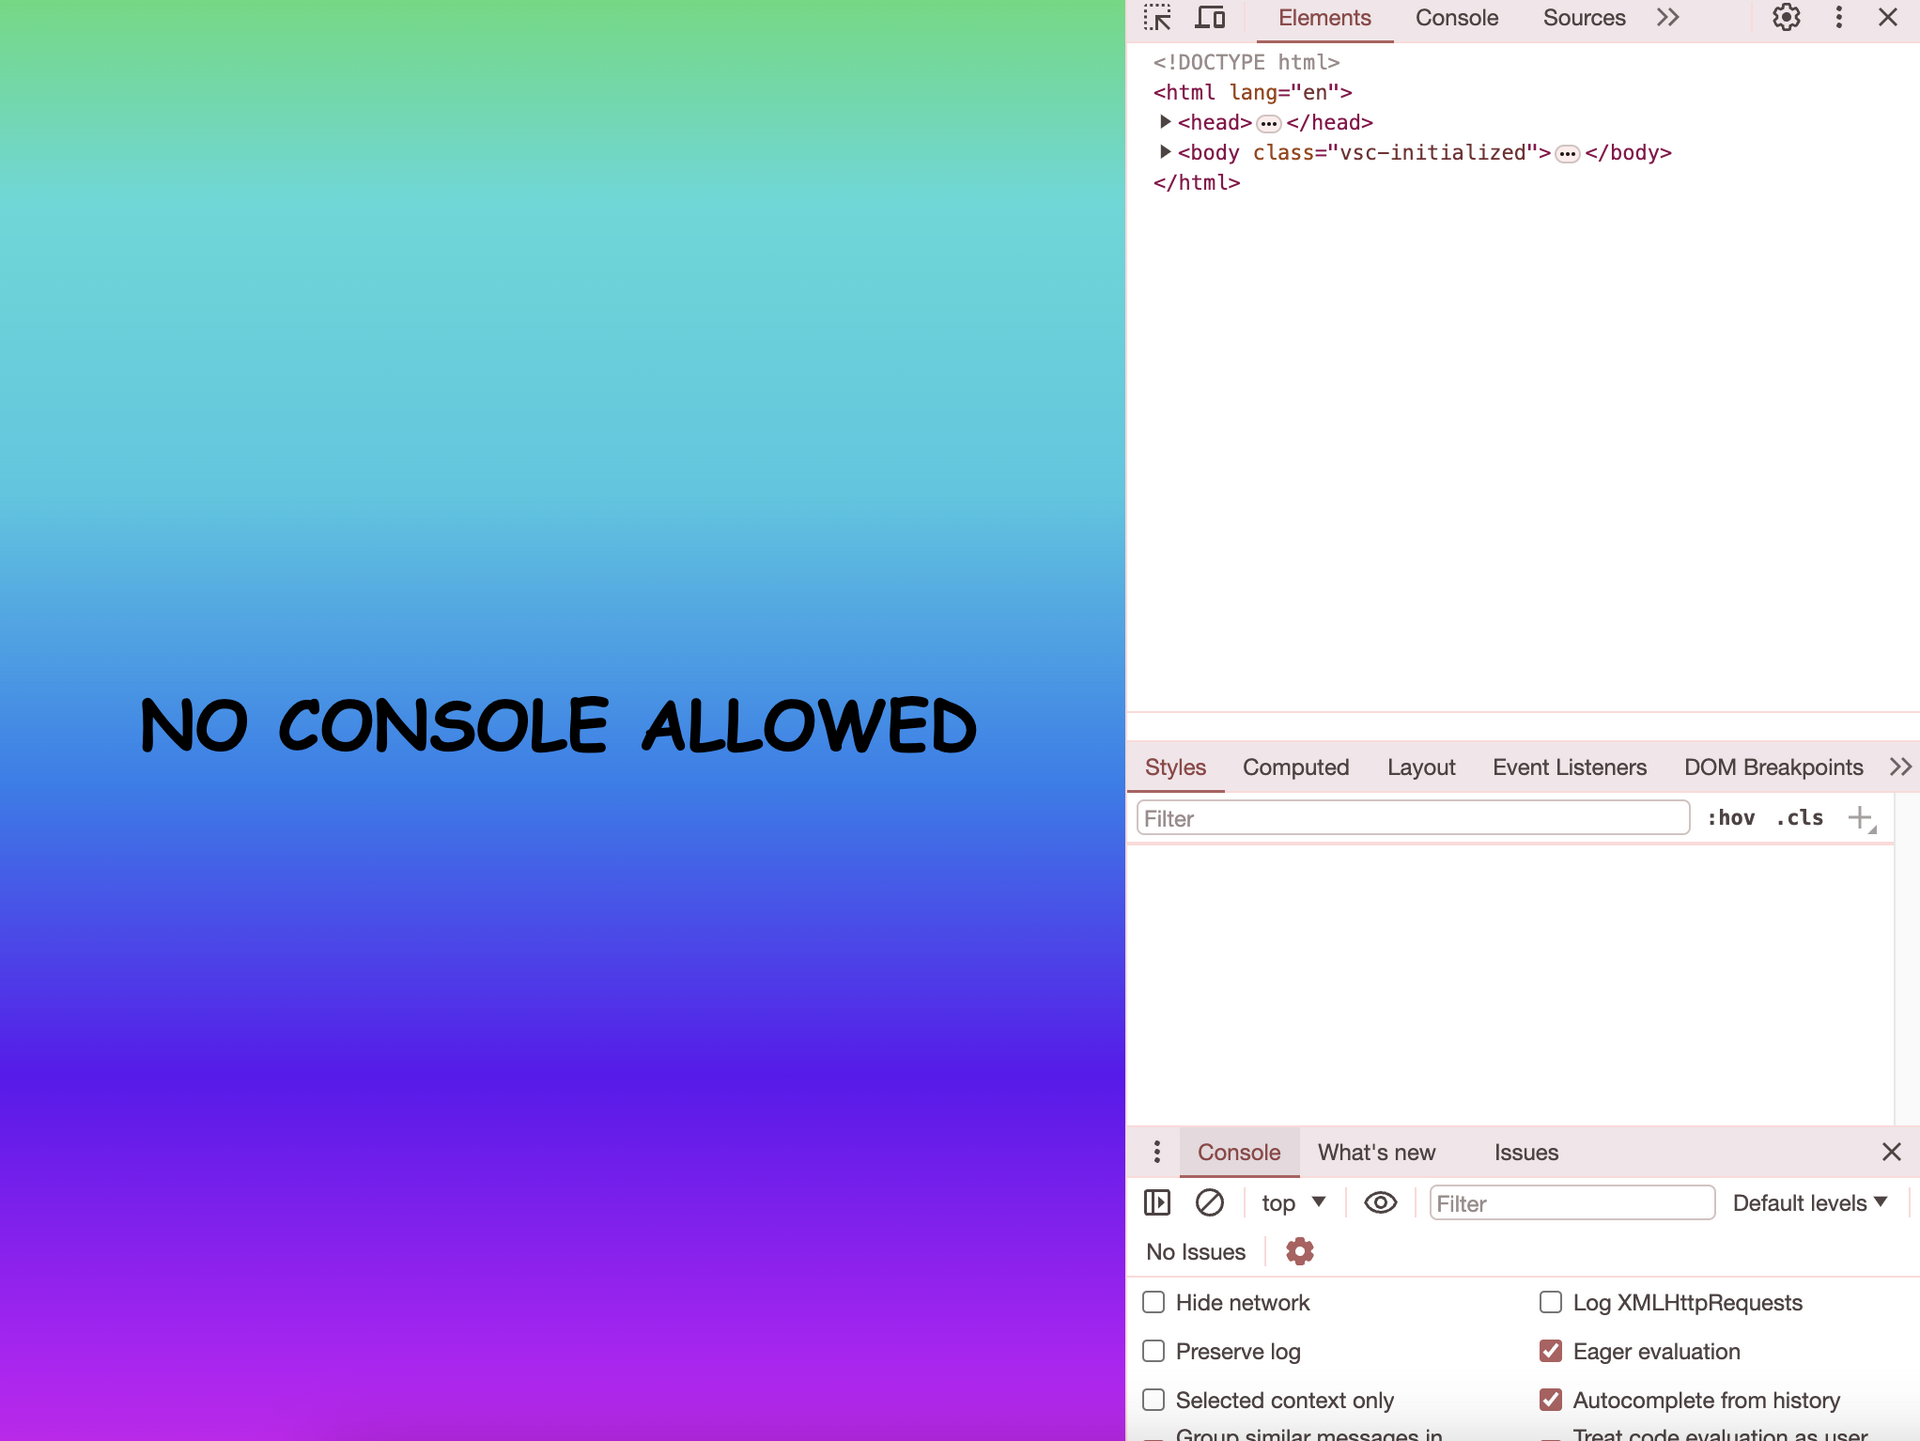 NO CONSOLE ALLOWED
Elements Console Sources
<!DOCTYPE html>
<html lang="en">
<head>…</head>
<body class="vsc-initialized">…</body>
</html>
Styles Computed Layout Event Listeners DOM Breakpoints
Filter :hov .cls
Console What's new Issues
top Filter Default levels
No Issues
Hide network Log XMLHttpRequests
Preserve log Eager evaluation
Selected context only Autocomplete from history
Group similar messages in Treat code evaluation as user